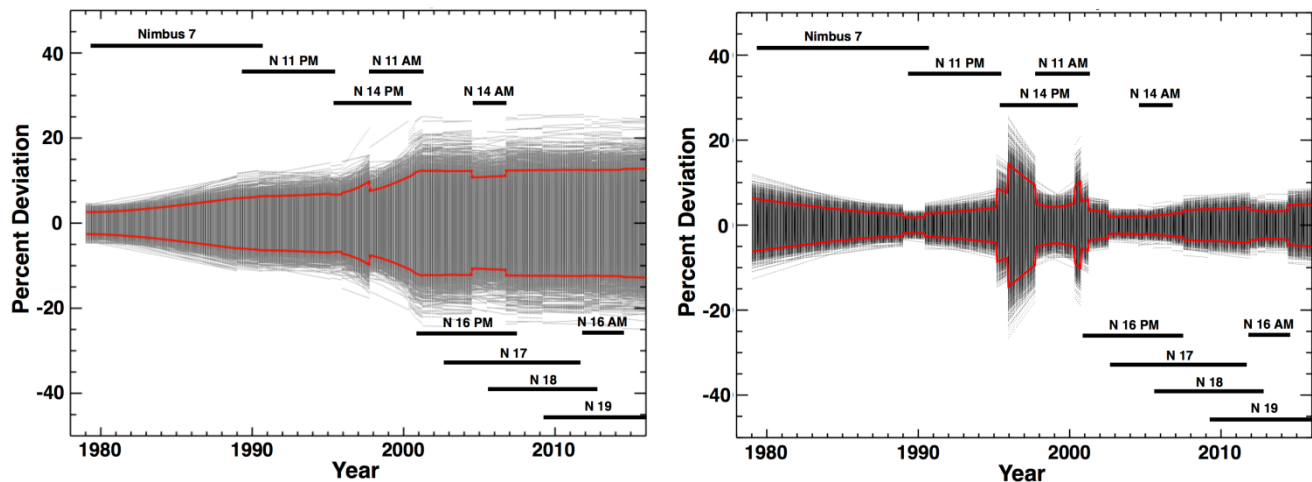 40
20
0
-20
-40
Percent Deviation
Nimbus 7
N 11 PM
N 11 AM
N 14 PM
N 14 AM
N 16 PM
N 16 AM
N 17
N 18
N 19
1980
1990
2000
2010
Year
40
20
0
-20
-40
Percent Deviation
Nimbus 7
N 11 PM
N 11 AM
N 14 PM
N 14 AM
N 16 PM
N 16 AM
N 17
N 18
N 19
1980
1990
2000
2010
Year